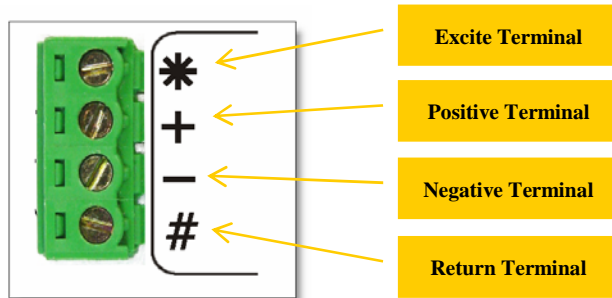 * Excite Terminal
+ Positive Terminal
− Negative Terminal
# Return Terminal